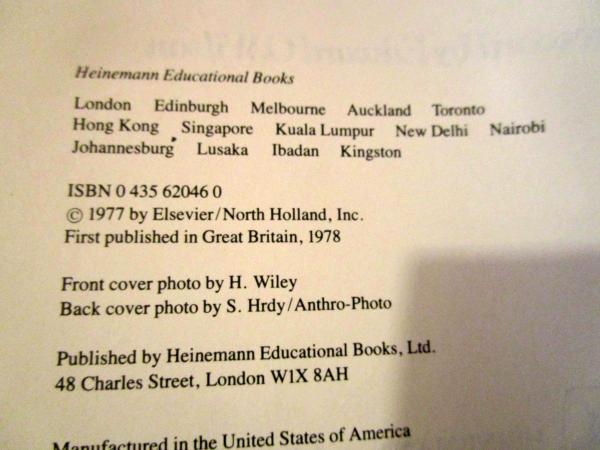 Heinemann Educational Books
London Edinburgh Melbourne Auckland Toronto
Hong Kong Singapore Kuala Lumpur New Delhi Nairobi
Johannesburg Lusaka Ibadan Kingston
ISBN 0 435 62046 0
© 1977 by Elsevier/North Holland, Inc.
First published in Great Britain, 1978
Front cover photo by H. Wiley
Back cover photo by S. Hrdy/Anthro-Photo
Published by Heinemann Educational Books, Ltd.
48 Charles Street, London W1X 8AH
Manufactured in the United States of America